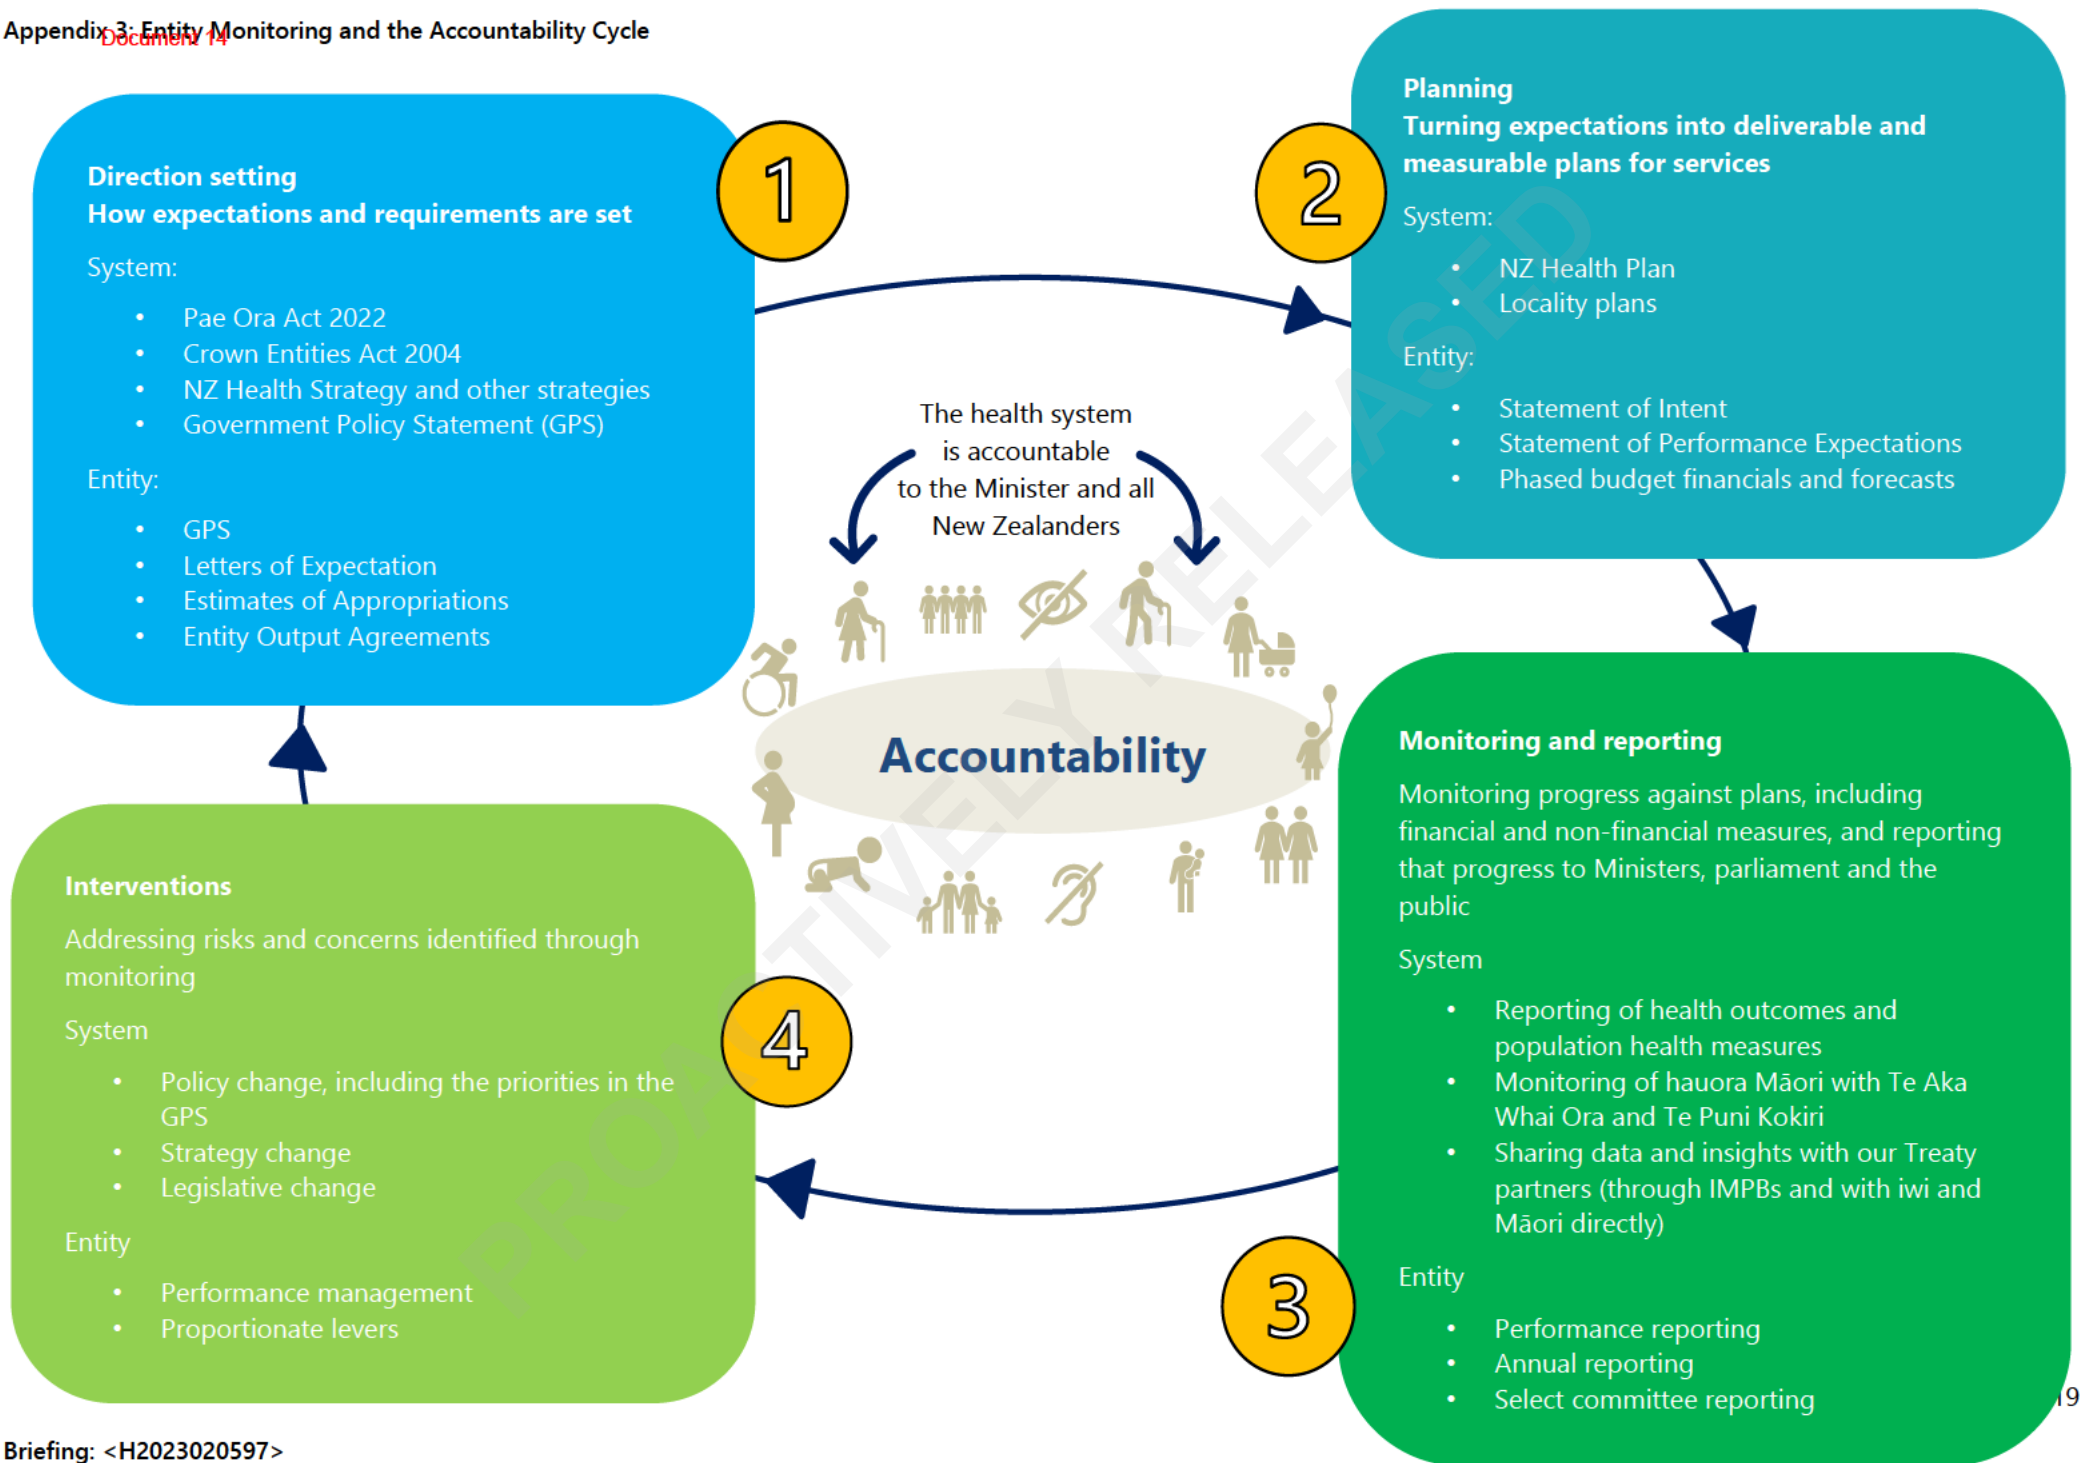 Appendix 3: Entity Monitoring and the Accountability Cycle
Document 14
1
Direction setting
How expectations and requirements are set
System:
• Pae Ora Act 2022
• Crown Entities Act 2004
• NZ Health Strategy and other strategies
• Government Policy Statement (GPS)
Entity:
• GPS
• Letters of Expectation
• Estimates of Appropriations
• Entity Output Agreements
2
Planning
Turning expectations into deliverable and
measurable plans for services
System:
• NZ Health Plan
• Locality plans
Entity:
• Statement of Intent
• Statement of Performance Expectations
• Phased budget financials and forecasts
The health system
is accountable
to the Minister and all
New Zealanders
Accountability
3
Monitoring and reporting
Monitoring progress against plans, including
financial and non-financial measures, and reporting
that progress to Ministers, parliament and the
public
System
• Reporting of health outcomes and
population health measures
• Monitoring of hauora Māori with Te Aka
Whai Ora and Te Puni Kokiri
• Sharing data and insights with our Treaty
partners (through IMPBs and with iwi and
Māori directly)
Entity
• Performance reporting
• Annual reporting
• Select committee reporting
4
Interventions
Addressing risks and concerns identified through
monitoring
System
• Policy change, including the priorities in the
GPS
• Strategy change
• Legislative change
Entity
• Performance management
• Proportionate levers
PROACTIVELY RELEASED
19
Briefing: <H2023020597>